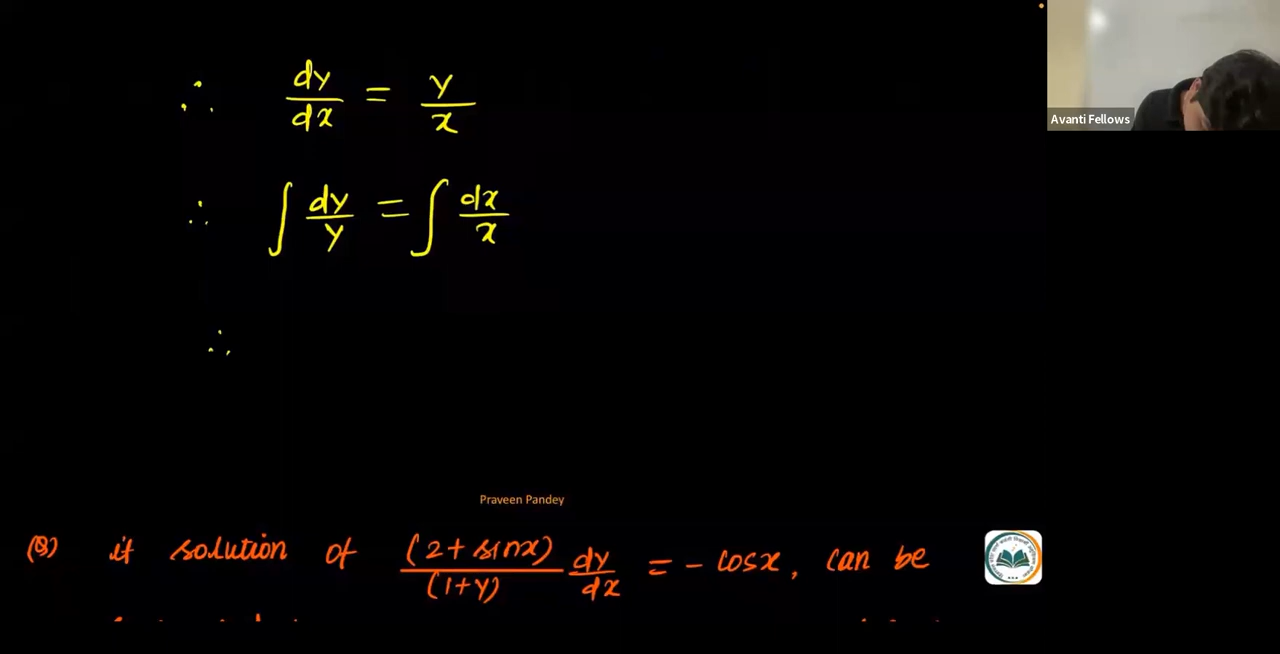 ∴ dy/dx = y/x
Avanti Fellows
∴ ∫ dy/y = ∫ dx/x
∴
Praveen Pandey
(Q) if solution of (2 + sinx)/(1+y) dy/dx = - cosx, can be